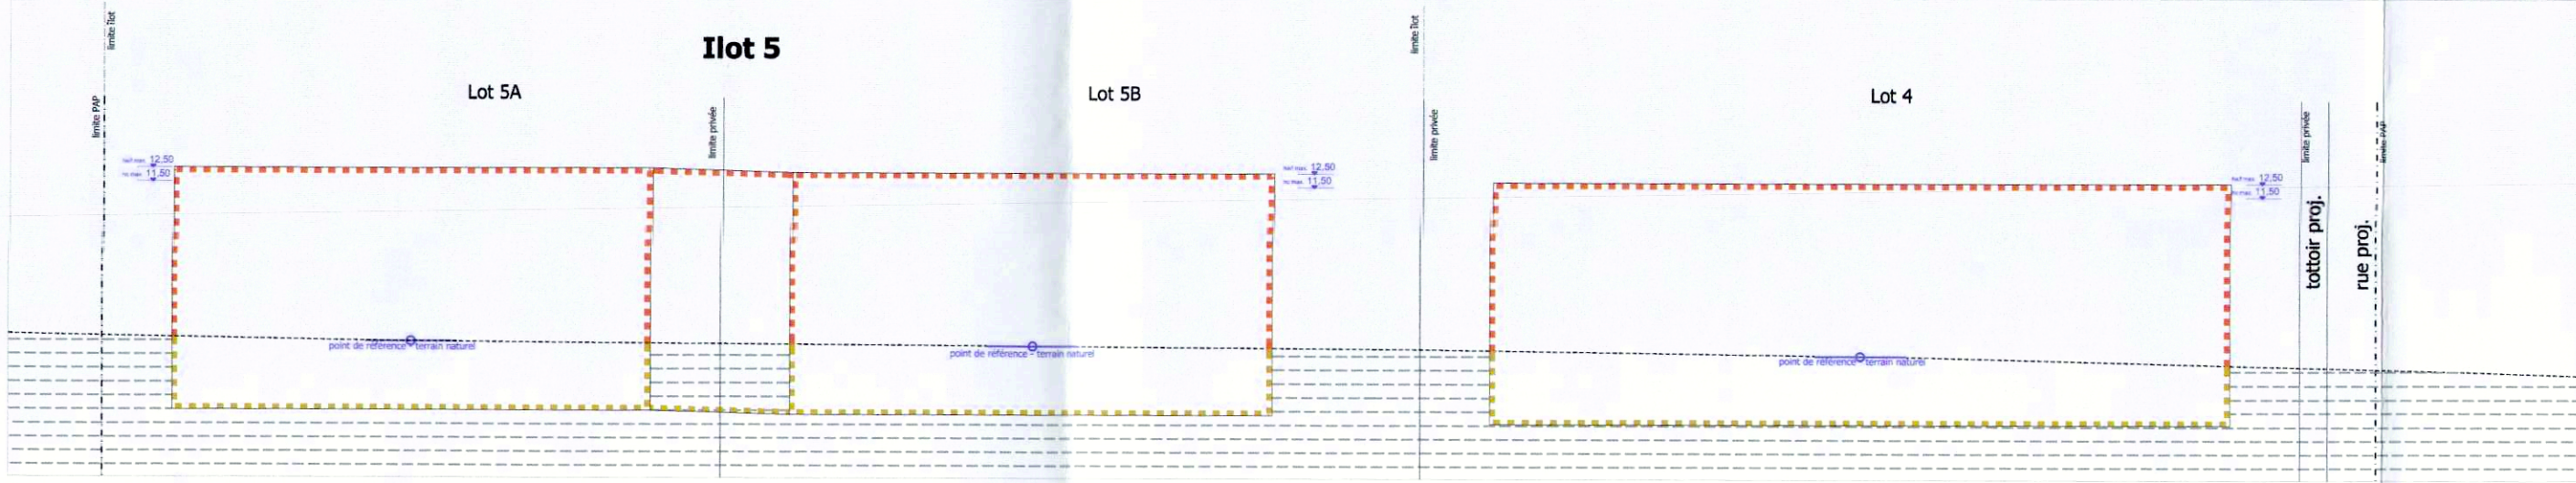 limite îlot
Ilot 5
limite îlot
Lot 5A
Lot 5B
Lot 4
limite PAP
limite privée
limite privée
limite privée
limite PAP
12,50
11,50
12,50
11,50
12,50
11,50
tottoir proj.
rue proj.
point de référence - terrain naturel
point de référence - terrain naturel
point de référence - terrain naturel